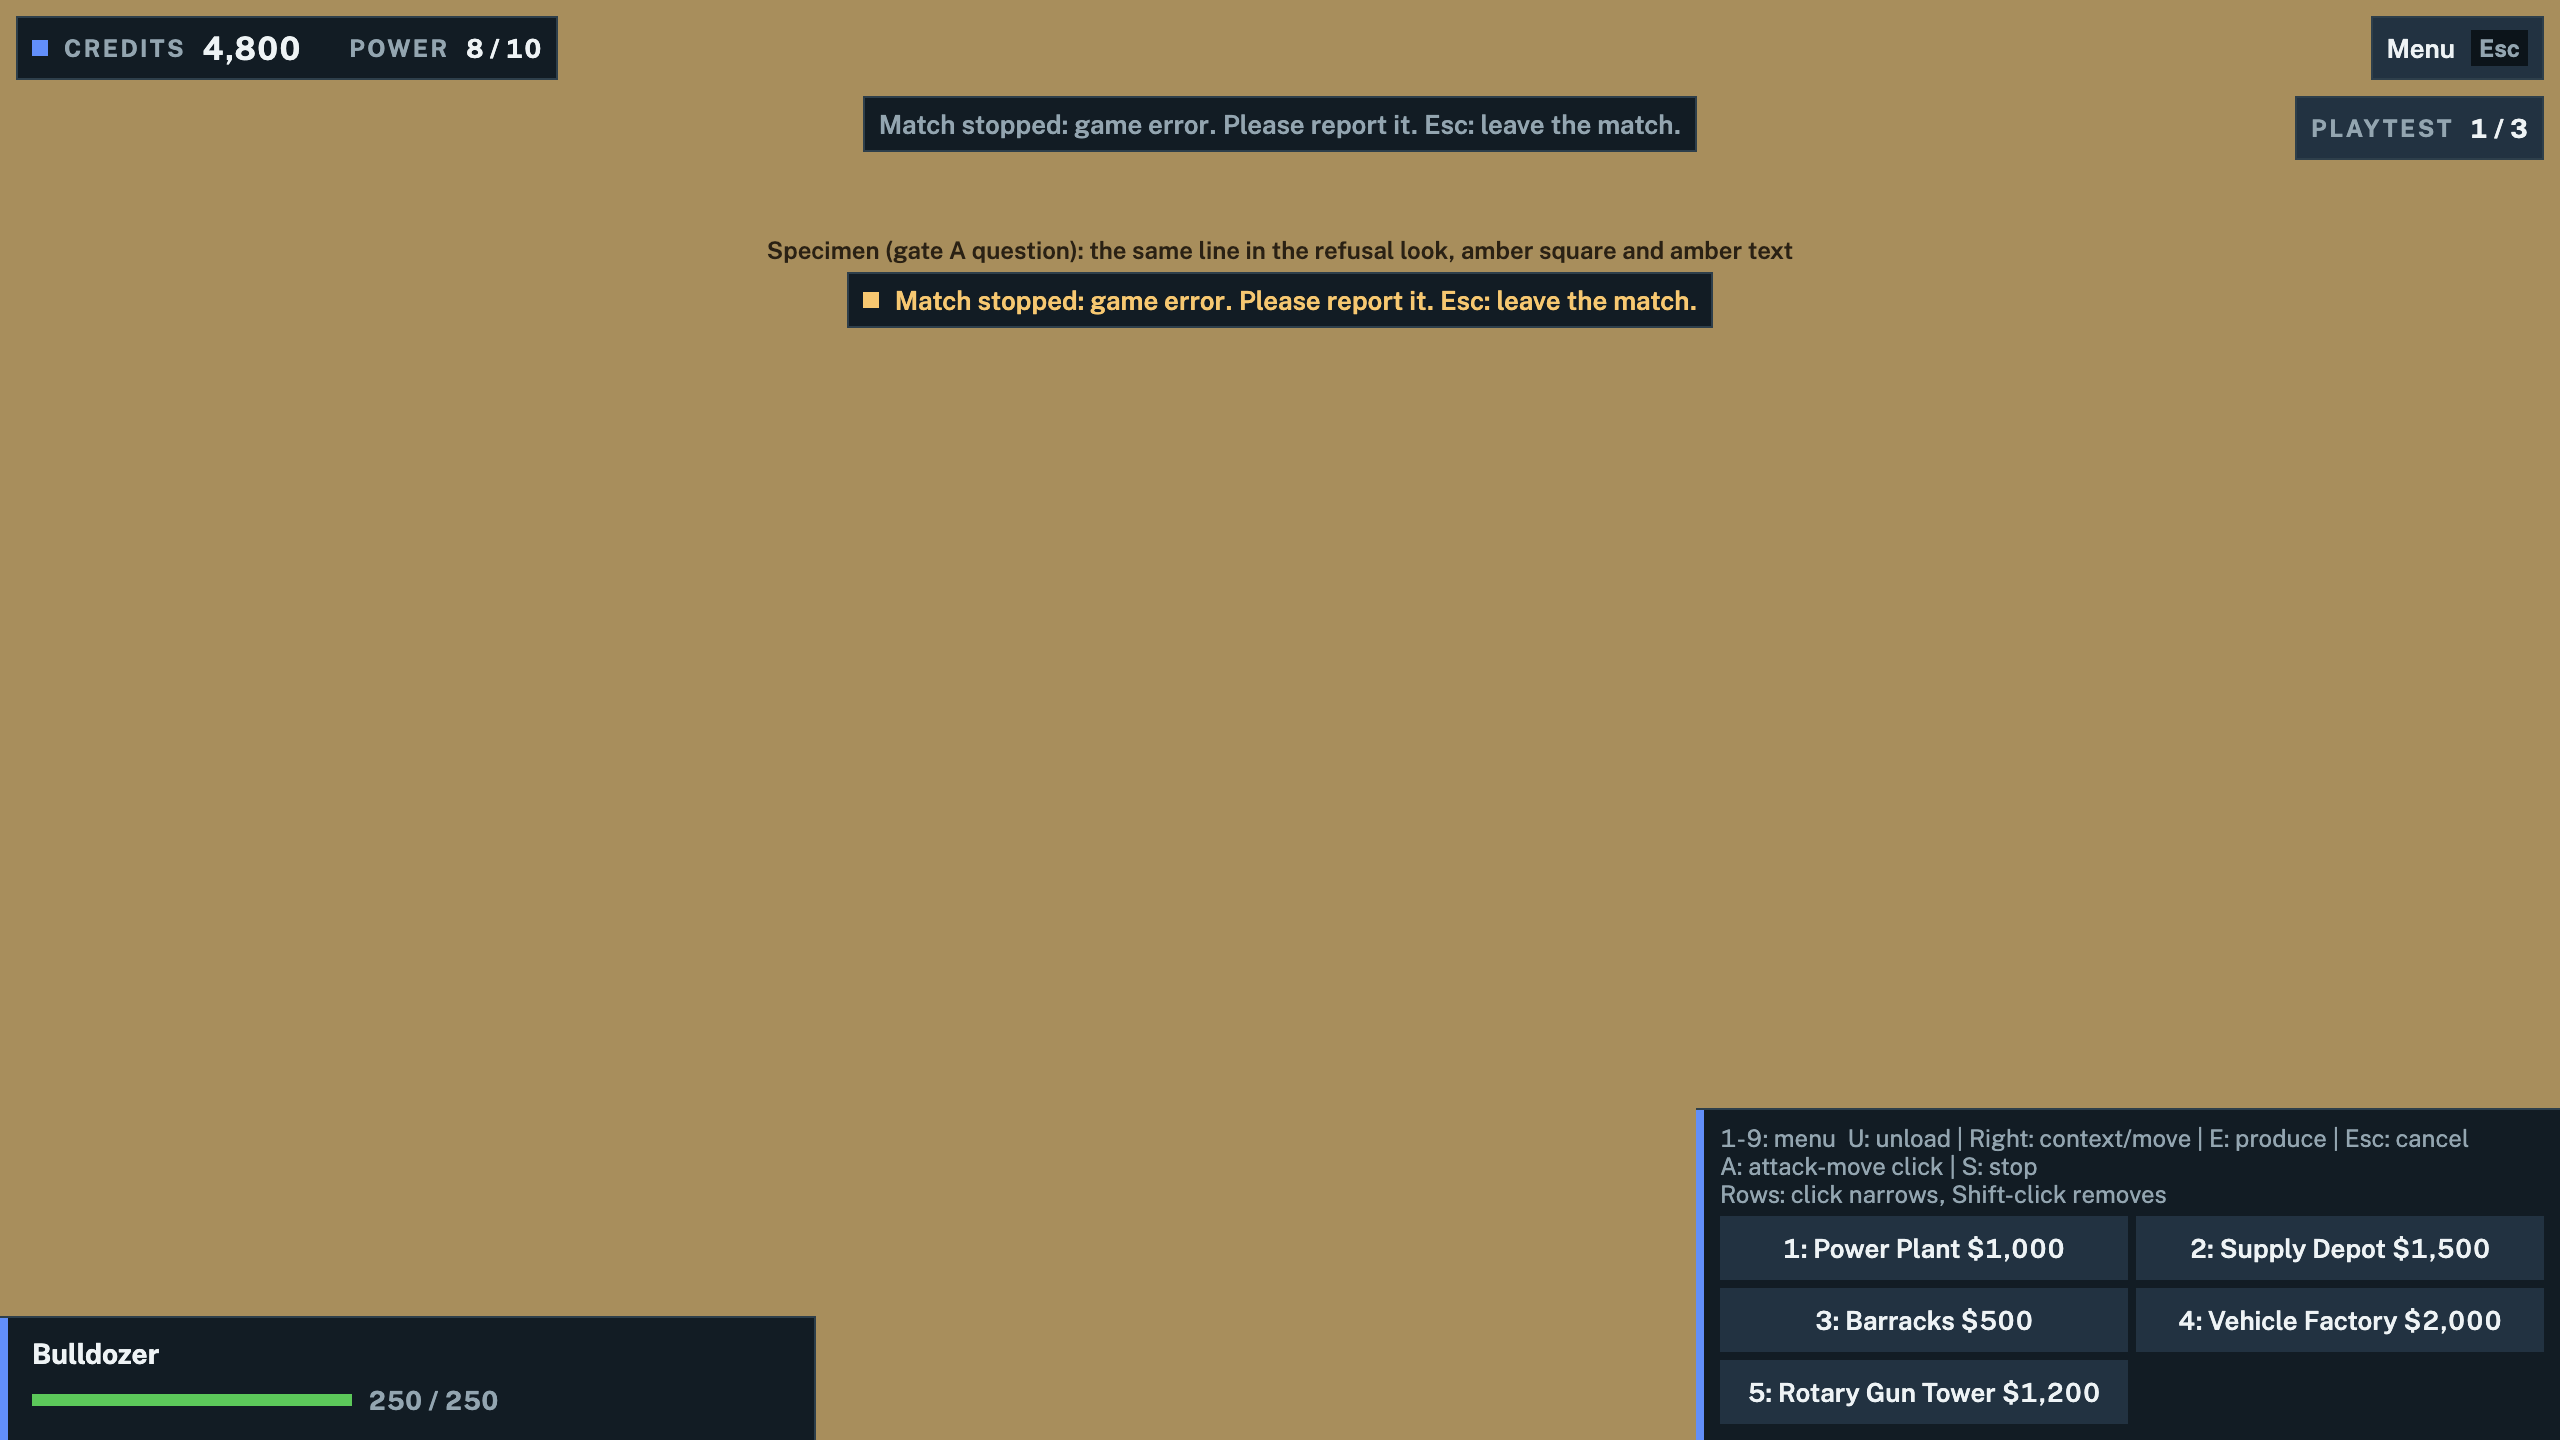 CREDITS 4,800 POWER 8 / 10
Menu Esc
Match stopped: game error. Please report it. Esc: leave the match.
PLAYTEST 1 / 3
Specimen (gate A question): the same line in the refusal look, amber square and amber text
Match stopped: game error. Please report it. Esc: leave the match.
1-9: menu  U: unload | Right: context/move | E: produce | Esc: cancel
A: attack-move click | S: stop
Rows: click narrows, Shift-click removes
1: Power Plant $1,000
2: Supply Depot $1,500
3: Barracks $500
4: Vehicle Factory $2,000
5: Rotary Gun Tower $1,200
Bulldozer
250 / 250